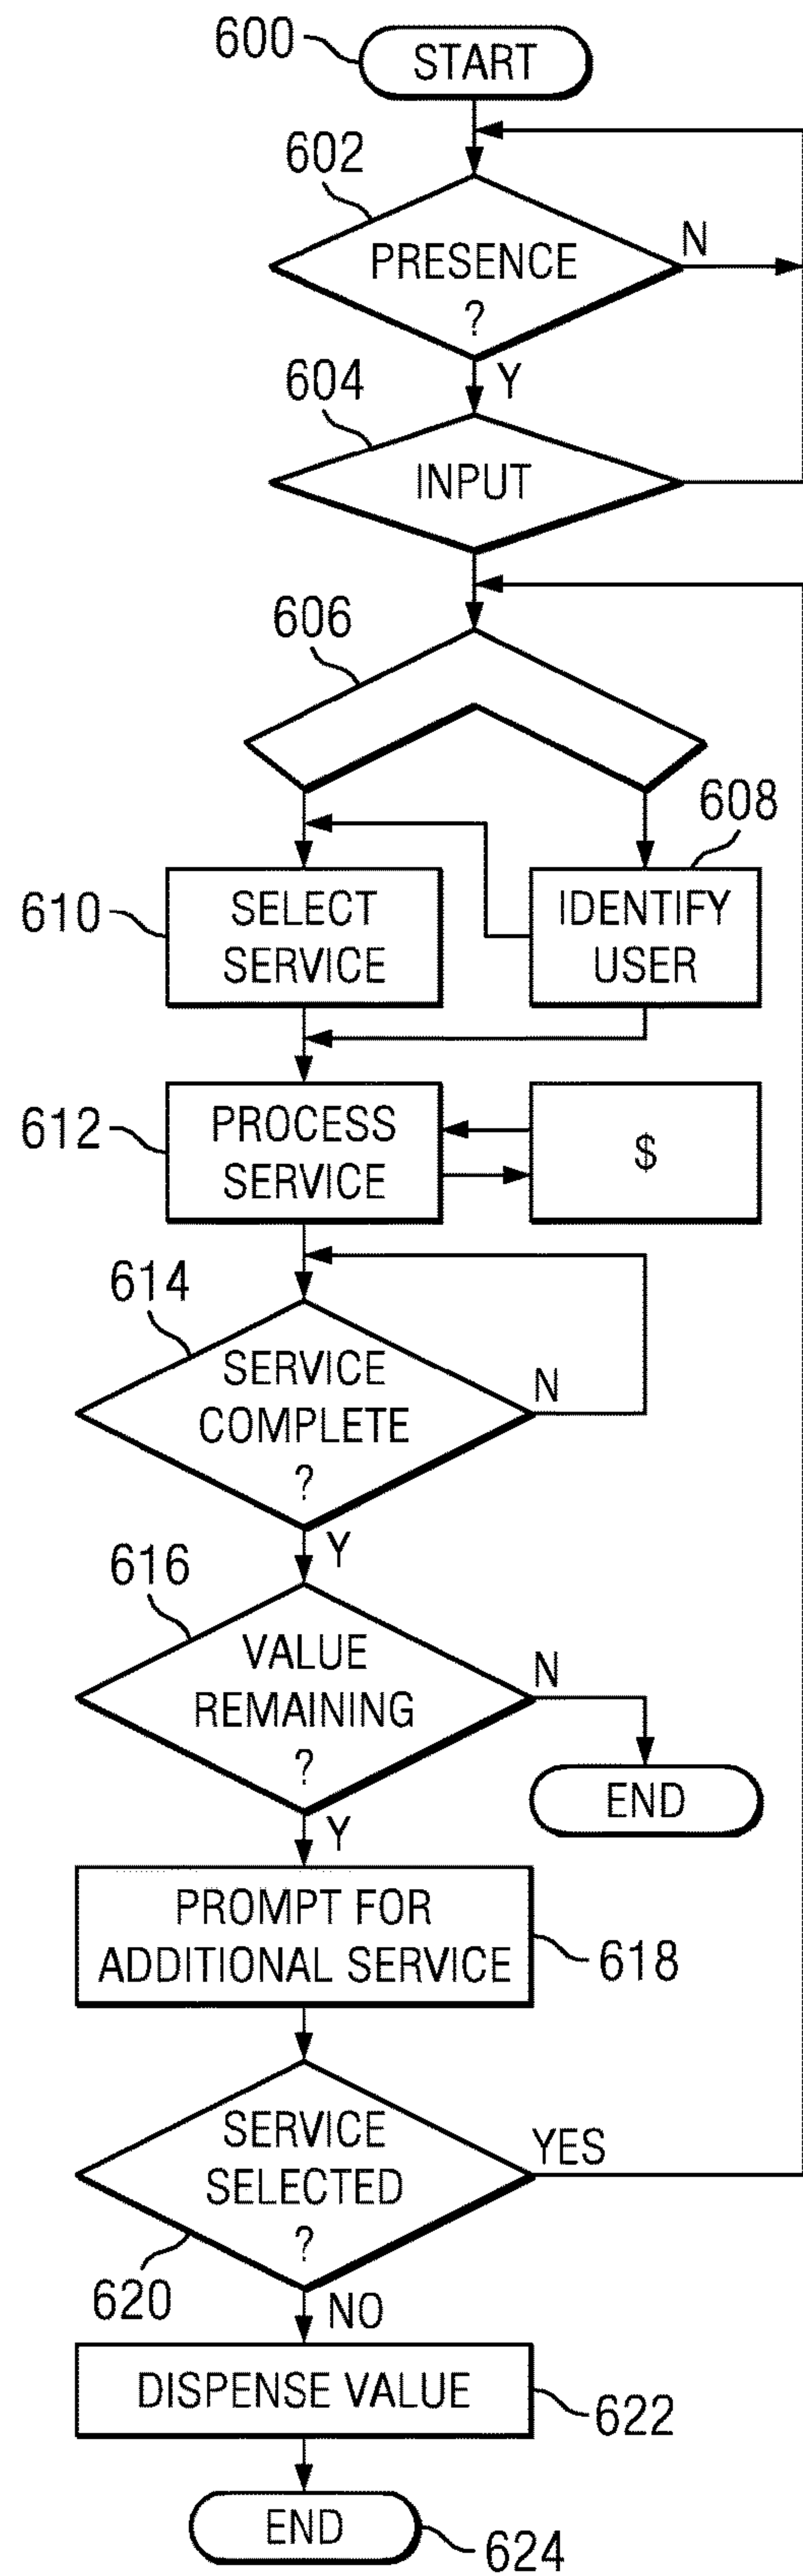 600
START
602
PRESENCE
?
N
Y
604
INPUT
606
608
610
SELECT
SERVICE
IDENTIFY
USER
612
PROCESS
SERVICE
$
614
SERVICE
COMPLETE
?
N
Y
616
VALUE
REMAINING
?
N
END
Y
PROMPT FOR
ADDITIONAL SERVICE
618
SERVICE
SELECTED
?
YES
620
NO
DISPENSE VALUE
622
END
624